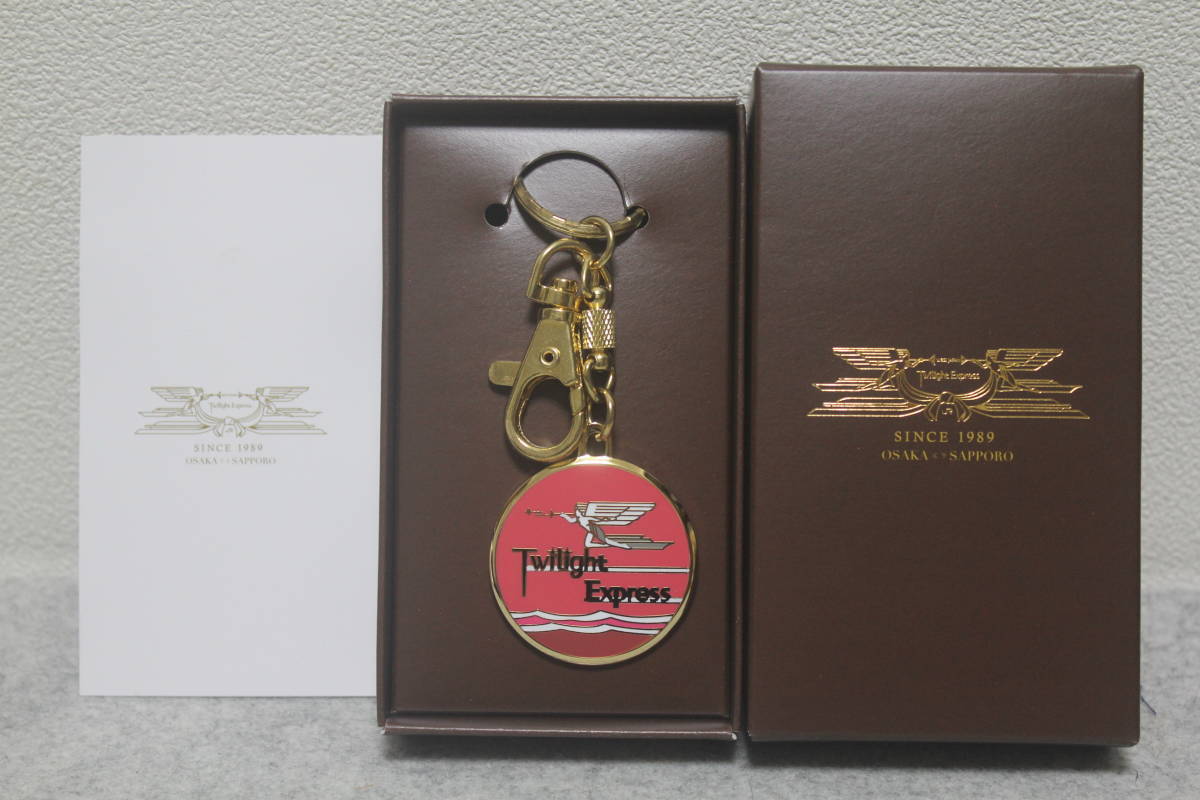 Twilight Express
SINCE 1989
OSAKA SAPPORO
Twilight
Express
Twilight Express
SINCE 1989
OSAKA SAPPORO